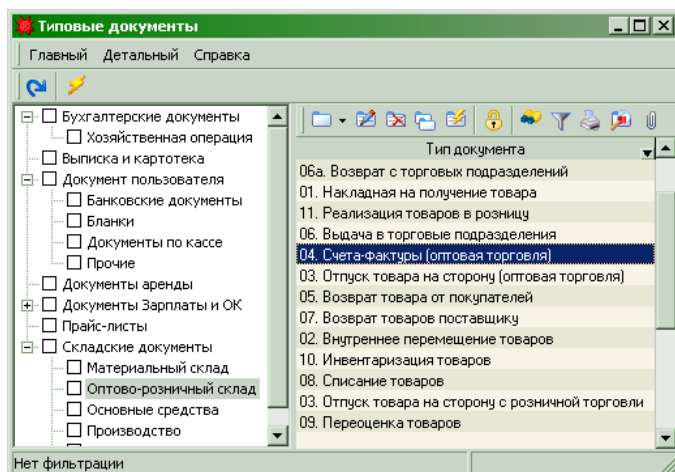 Типовые документы
Главный Детальный Справка
Бухгалтерские документы
Хозяйственная операция
Выписка и картотека
Документ пользователя
Банковские документы
Бланки
Документы по кассе
Прочие
Документы аренды
Документы Зарплаты и ОК
Прайс-листы
Складские документы
Материальный склад
Оптово-розничный склад
Основные средства
Производство
Тип документа
06а. Возврат с торговых подразделений
01. Накладная на получение товара
11. Реализация товаров в розницу
06. Выдача в торговые подразделения
04. Счета-фактуры (оптовая торговля)
03. Отпуск товара на сторону (оптовая торговля)
05. Возврат товара от покупателей
07. Возврат товаров поставщику
02. Внутреннее перемещение товаров
10. Инвентаризация товаров
08. Списание товаров
03. Отпуск товара на сторону с розничной торговли
09. Переоценка товаров
Нет фильтрации